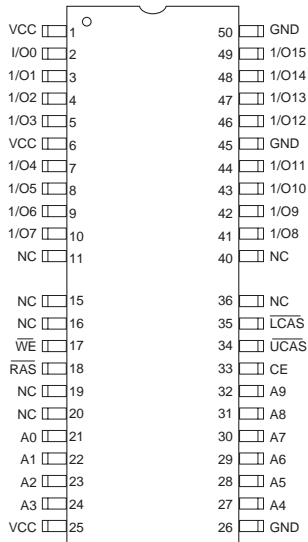 VCC 1 50 GND
I/O0 2 49 1/O15
1/O1 3 48 1/O14
1/O2 4 47 1/O13
1/O3 5 46 1/O12
VCC 6 45 GND
1/O4 7 44 1/O11
1/O5 8 43 1/O10
1/O6 9 42 1/O9
1/O7 10 41 1/O8
NC 11 40 NC
NC 15 36 NC
NC 16 35 L̅C̅A̅S̅
W̅E̅ 17 34 U̅C̅A̅S̅
R̅A̅S̅ 18 33 CE
NC 19 32 A9
NC 20 31 A8
A0 21 30 A7
A1 22 29 A6
A2 23 28 A5
A3 24 27 A4
VCC 25 26 GND